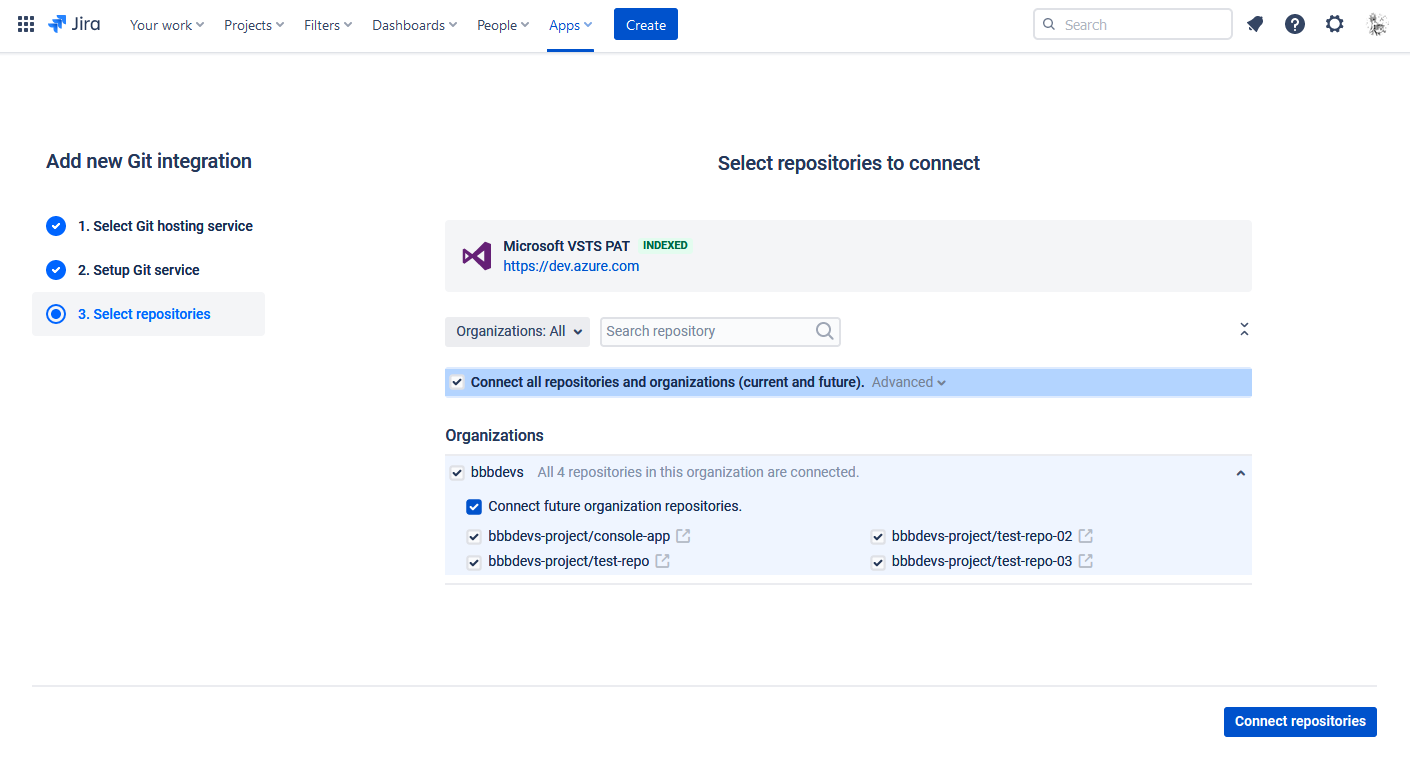 Jira Your work Projects Filters Dashboards People Apps Create Search
Add new Git integration
1. Select Git hosting service
2. Setup Git service
3. Select repositories
Select repositories to connect
Microsoft VSTS PAT INDEXED
https://dev.azure.com
Organizations: All Search repository
Connect all repositories and organizations (current and future). Advanced
Organizations
bbbdevs All 4 repositories in this organization are connected.
Connect future organization repositories.
bbbdevs-project/console-app bbbdevs-project/test-repo-02
bbbdevs-project/test-repo bbbdevs-project/test-repo-03
Connect repositories